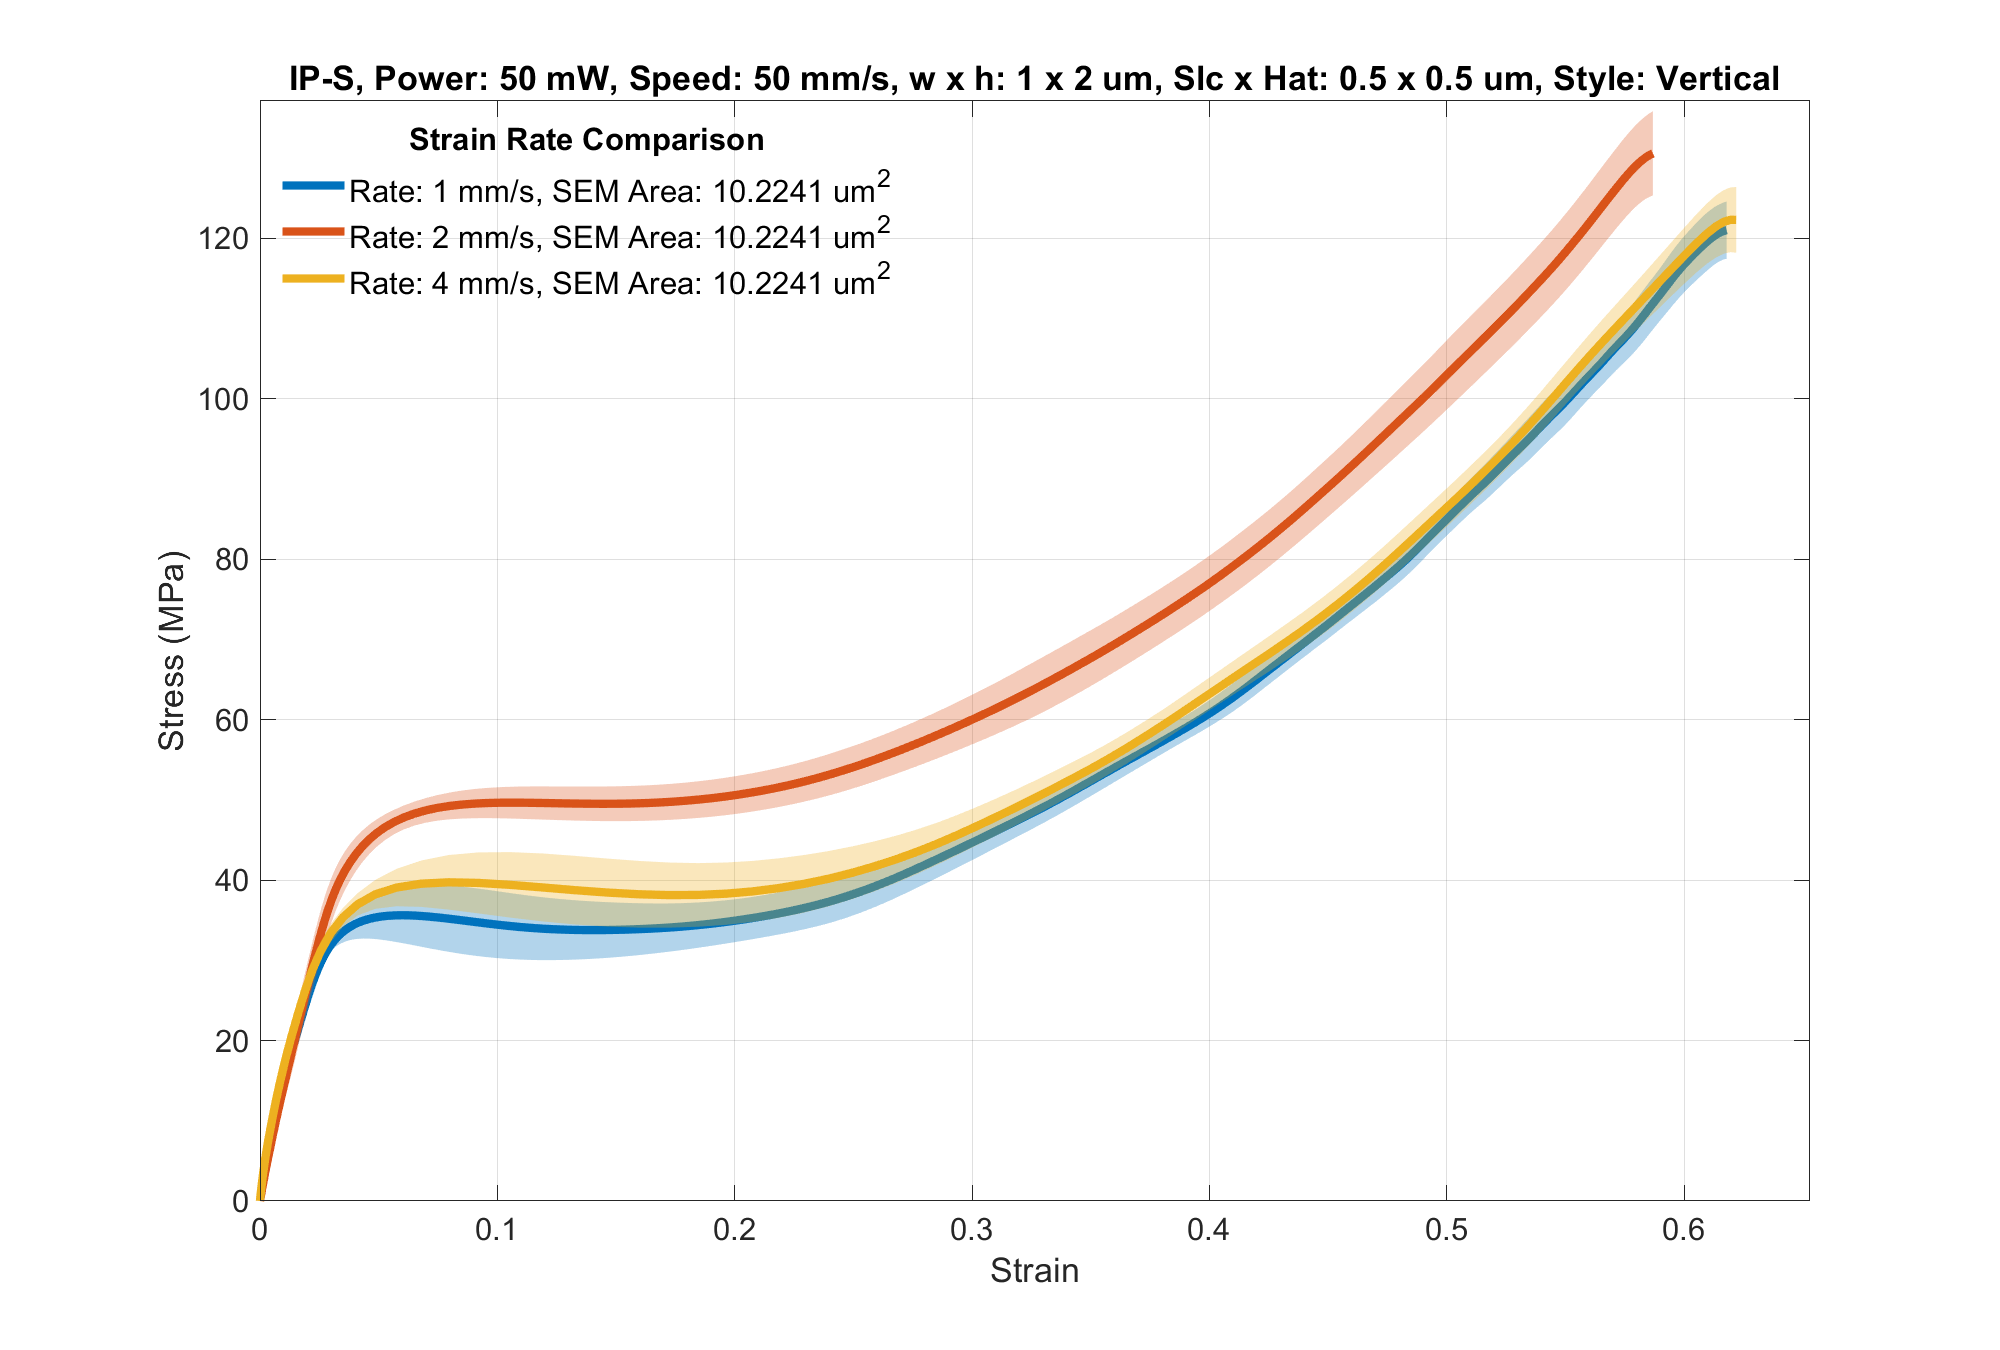 IP-S, Power: 50 mW, Speed: 50 mm/s, w x h: 1 x 2 um, Slc x Hat: 0.5 x 0.5 um, Style: Vertical
Strain Rate Comparison
Rate: 1 mm/s, SEM Area: 10.2241 um²
Rate: 2 mm/s, SEM Area: 10.2241 um²
Rate: 4 mm/s, SEM Area: 10.2241 um²
120
100
80
60
40
20
0
Stress (MPa)
0 0.1 0.2 0.3 0.4 0.5 0.6
Strain